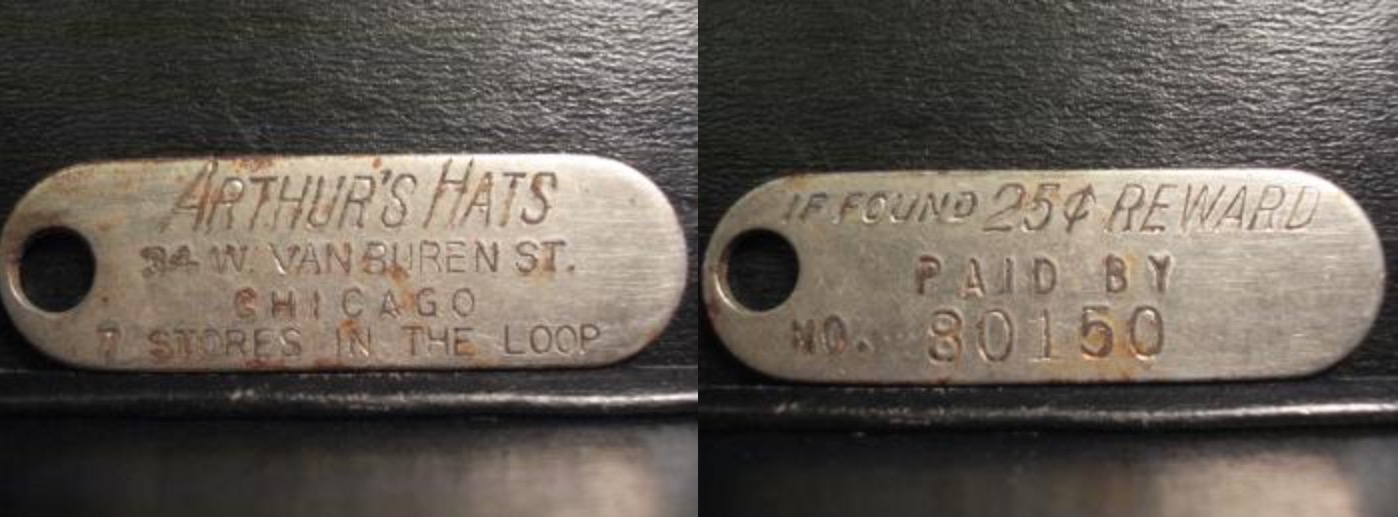 ARTHUR'S HATS
34 W. VAN BUREN ST.
CHICAGO
7 STORES IN THE LOOP
IF FOUND 25¢ REWARD
PAID BY
NO. 80150